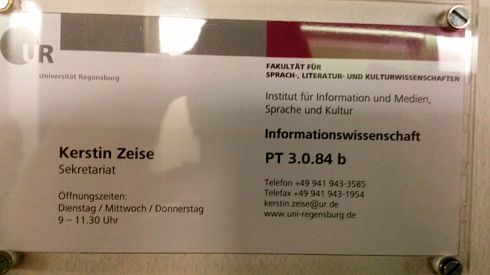 UR
Universität Regensburg
FAKULTÄT FÜR
SPRACH-, LITERATUR- UND KULTURWISSENSCHAFTEN
Institut für Information und Medien,
Sprache und Kultur
Informationswissenschaft
PT 3.0.84 b
Telefon +49 941 943-3585
Telefax +49 941 943-1954
kerstin.zeise@ur.de
www.uni-regensburg.de
Kerstin Zeise
Sekretariat
Öffnungszeiten:
Dienstag / Mittwoch / Donnerstag
9 – 11.30 Uhr